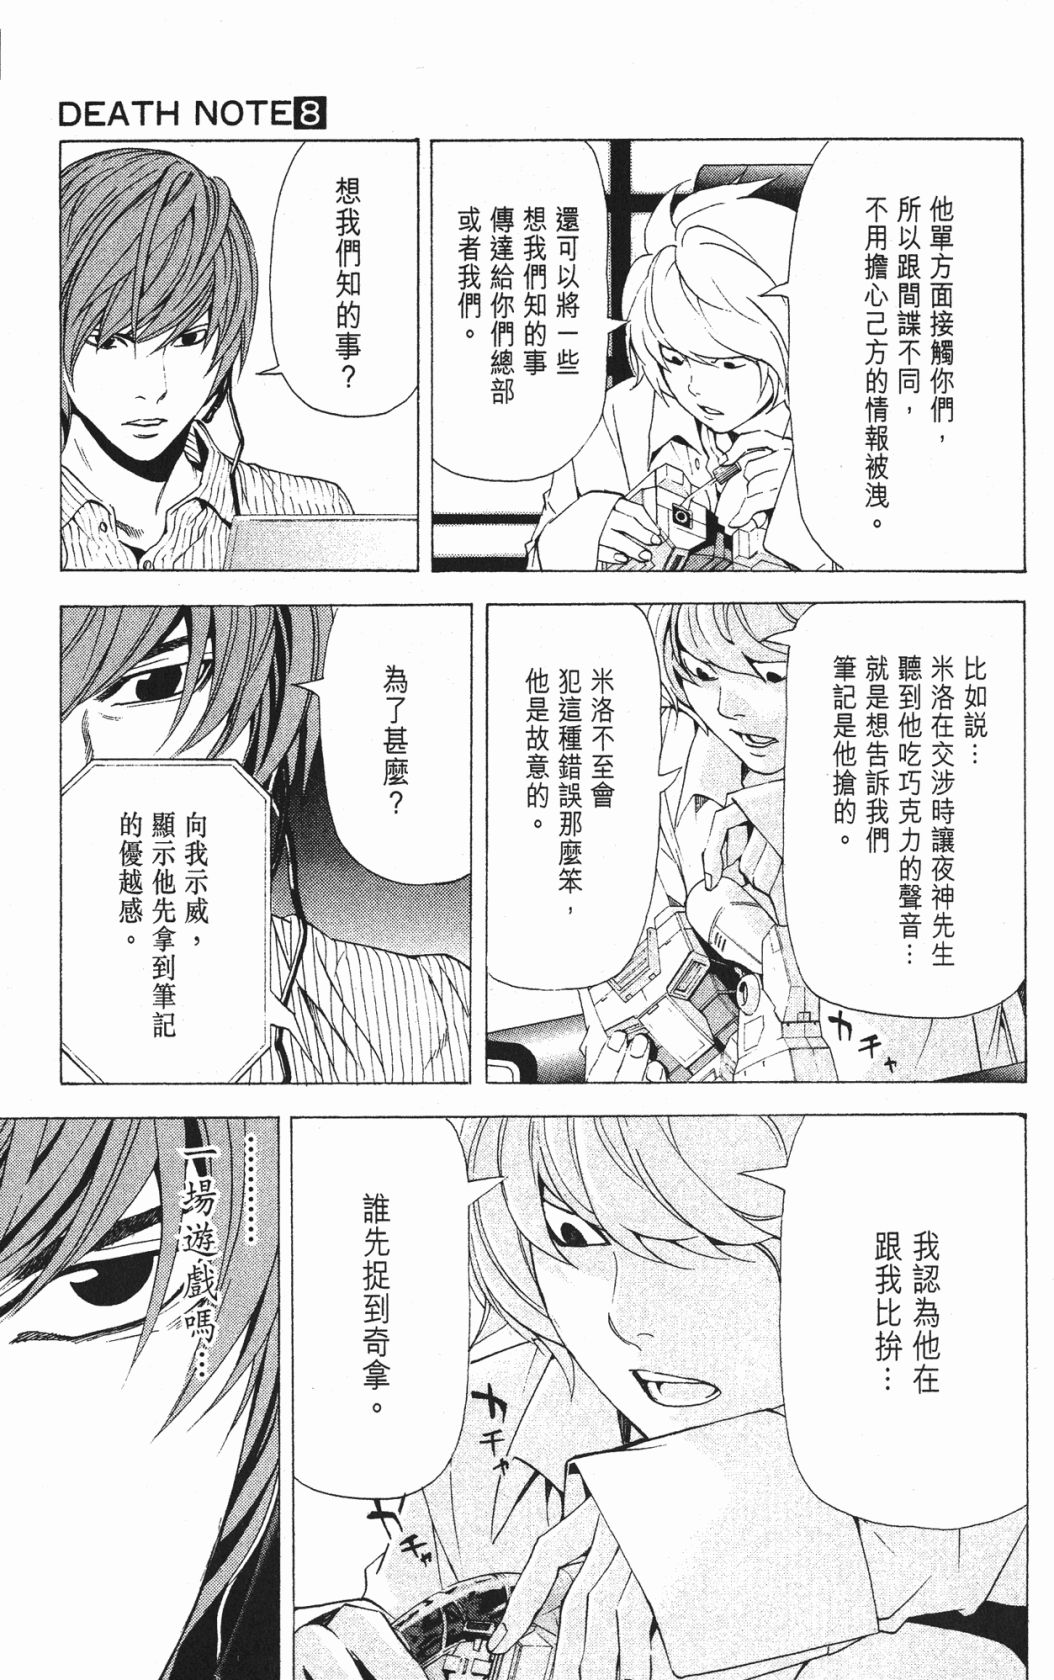 DEATH NOTE 8
他單方面接觸你們，
所以跟間諜不同，
不用擔心己方的情報被洩。
還可以將一些
想我們知的事
傳達給你們總部
或者我們。
想我們知的事？
比如説…
米洛在交涉時讓夜神先生
聽到他吃巧克力的聲音…
就是想告訴我們
筆記是他搶的。
カチャ
米洛不至會
犯這種錯誤那麼笨，
他是故意的。
為了甚麼？
向我示威，
顯示他先拿到筆記
的優越感。
我認為他在
跟我比拚…
誰先捉到奇拿。
カチャ
カチャ
…………
一場遊戲嗎…